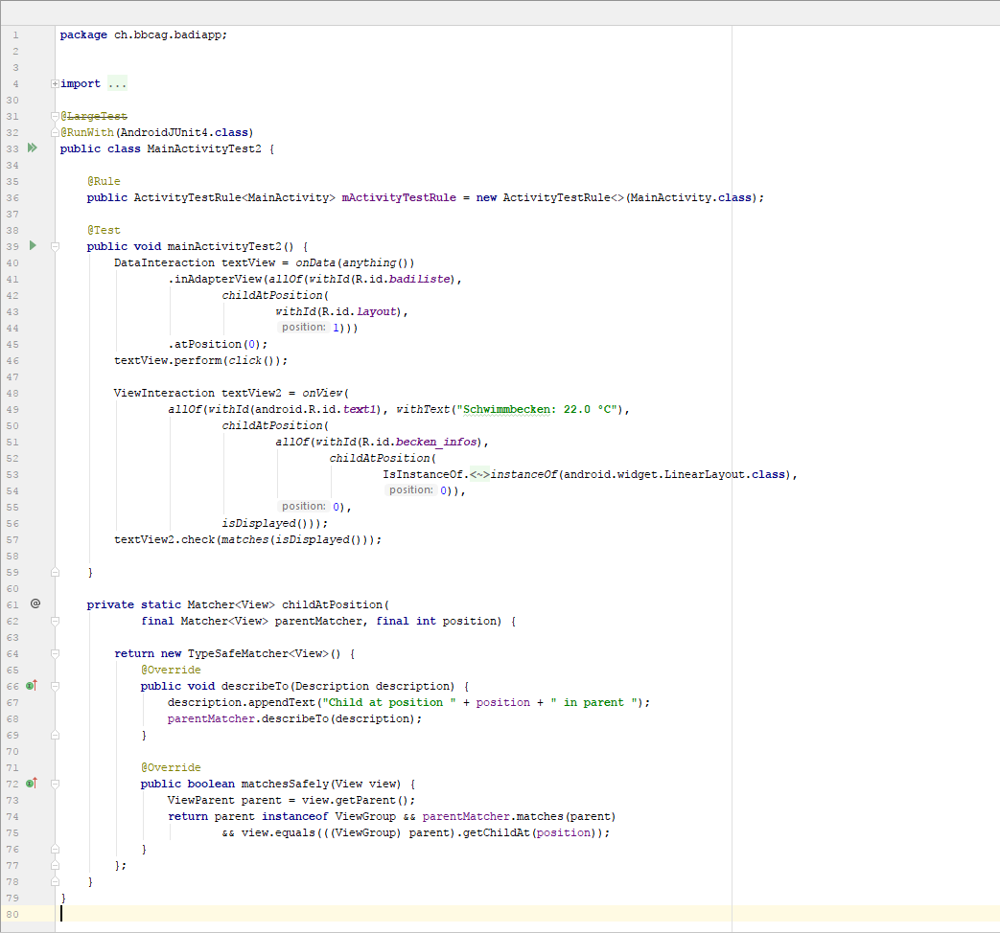 1 package ch.bbcag.badiapp;
2
3
4 import ...
30
31 @LargeTest
32 @RunWith(AndroidJUnit4.class)
33 public class MainActivityTest2 {
34
35 @Rule
36 public ActivityTestRule<MainActivity> mActivityTestRule = new ActivityTestRule<>(MainActivity.class);
37
38 @Test
39 public void mainActivityTest2() {
40 DataInteraction textView = onData(anything())
41 .inAdapterView(allOf(withId(R.id.badiliste),
42 childAtPosition(
43 withId(R.id.layout),
44 position: 1)))
45 .atPosition(0);
46 textView.perform(click());
47
48 ViewInteraction textView2 = onView(
49 allOf(withId(android.R.id.text1), withText("Schwimmbecken: 22.0 °C"),
50 childAtPosition(
51 allOf(withId(R.id.becken_infos),
52 childAtPosition(
53 IsInstanceOf.<~>instanceOf(android.widget.LinearLayout.class),
54 position: 0)),
55 position: 0),
56 isDisplayed()));
57 textView2.check(matches(isDisplayed()));
58
59 }
60
61 @ private static Matcher<View> childAtPosition(
62 final Matcher<View> parentMatcher, final int position) {
63
64 return new TypeSafeMatcher<View>() {
65 @Override
66 public void describeTo(Description description) {
67 description.appendText("Child at position " + position + " in parent ");
68 parentMatcher.describeTo(description);
69 }
70
71 @Override
72 public boolean matchesSafely(View view) {
73 ViewParent parent = view.getParent();
74 return parent instanceof ViewGroup && parentMatcher.matches(parent)
75 && view.equals(((ViewGroup) parent).getChildAt(position));
76 }
77 };
78 }
79 }
80